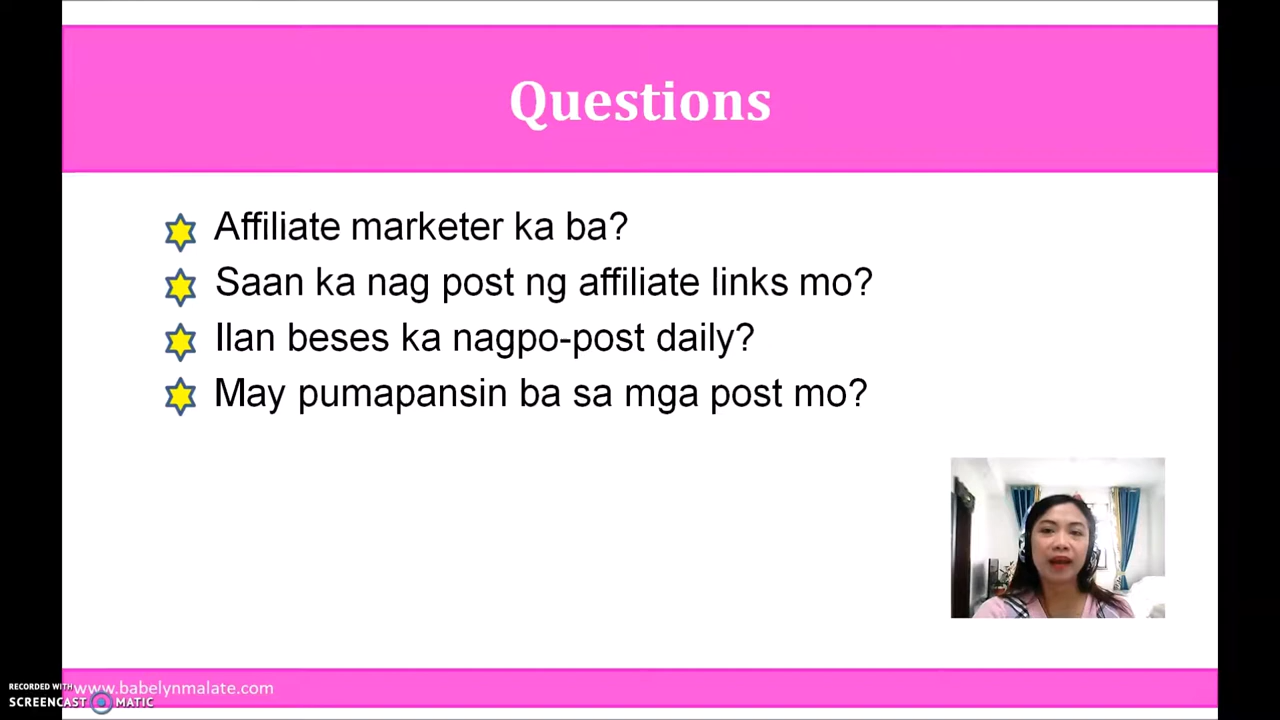 Questions
Affiliate marketer ka ba?
Saan ka nag post ng affiliate links mo?
Ilan beses ka nagpo-post daily?
May pumapansin ba sa mga post mo?
www.babelynmalate.com
RECORDED WITH
SCREENCAST MATIC